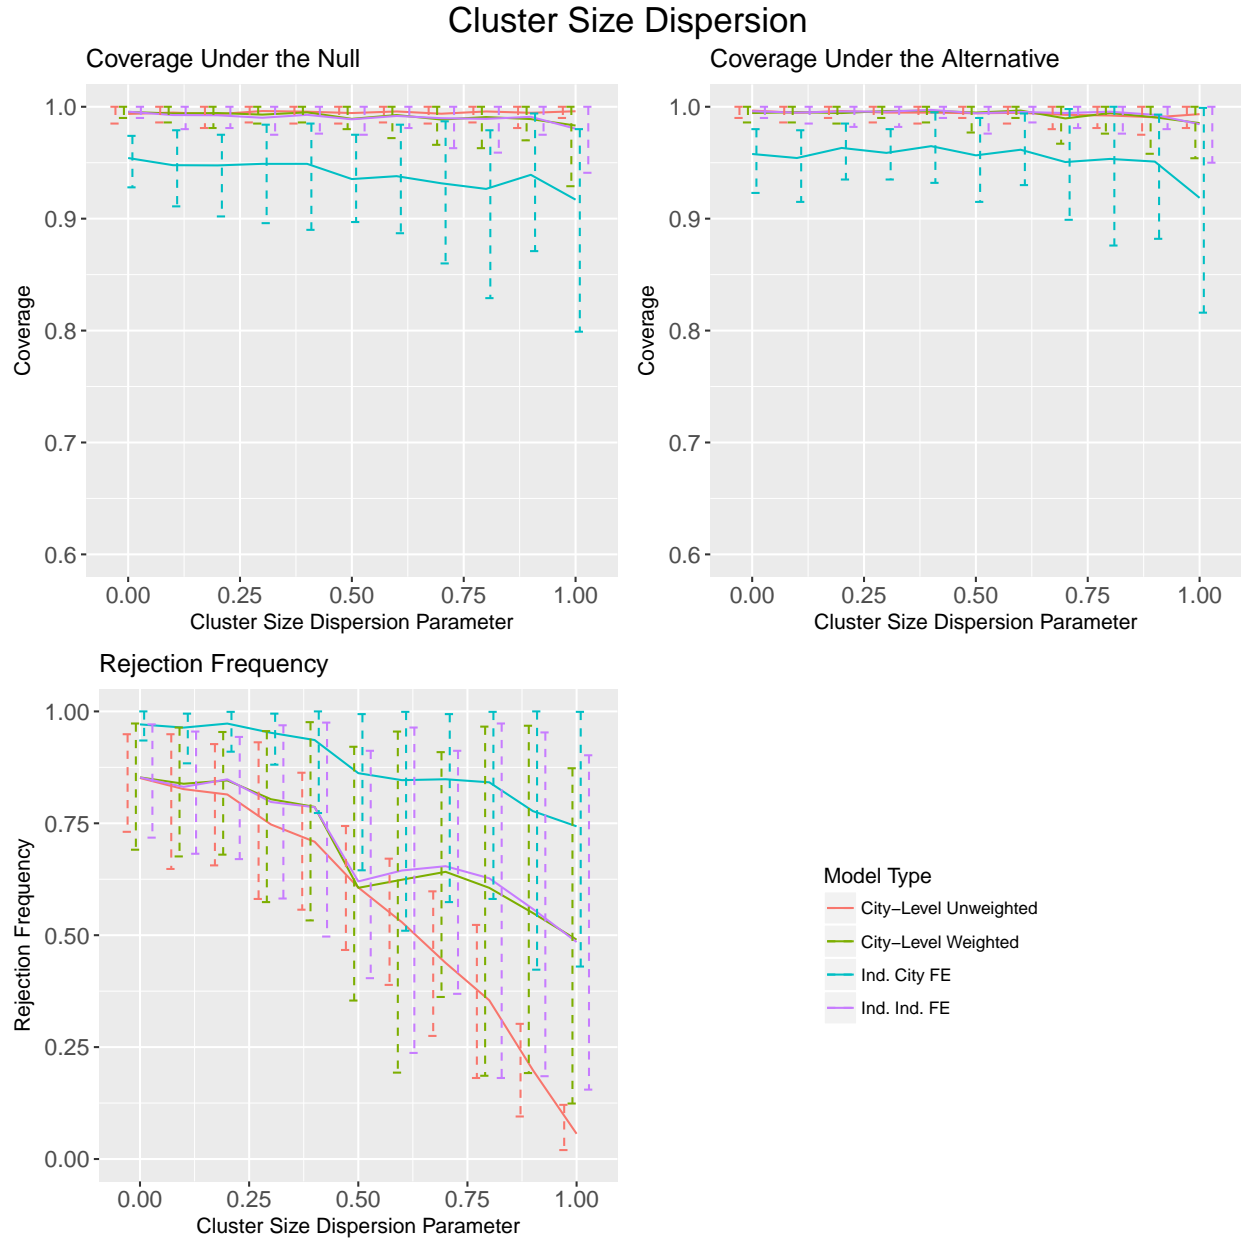 Cluster Size Dispersion
Coverage Under the Null
Coverage
1.0
0.9
0.8
0.7
0.6
0.00 0.25 0.50 0.75 1.00
Cluster Size Dispersion Parameter
Coverage Under the Alternative
Coverage
1.0
0.9
0.8
0.7
0.6
0.00 0.25 0.50 0.75 1.00
Cluster Size Dispersion Parameter
Rejection Frequency
Rejection Frequency
1.00
0.75
0.50
0.25
0.00
0.00 0.25 0.50 0.75 1.00
Cluster Size Dispersion Parameter
Model Type
City−Level Unweighted
City−Level Weighted
Ind. City FE
Ind. Ind. FE